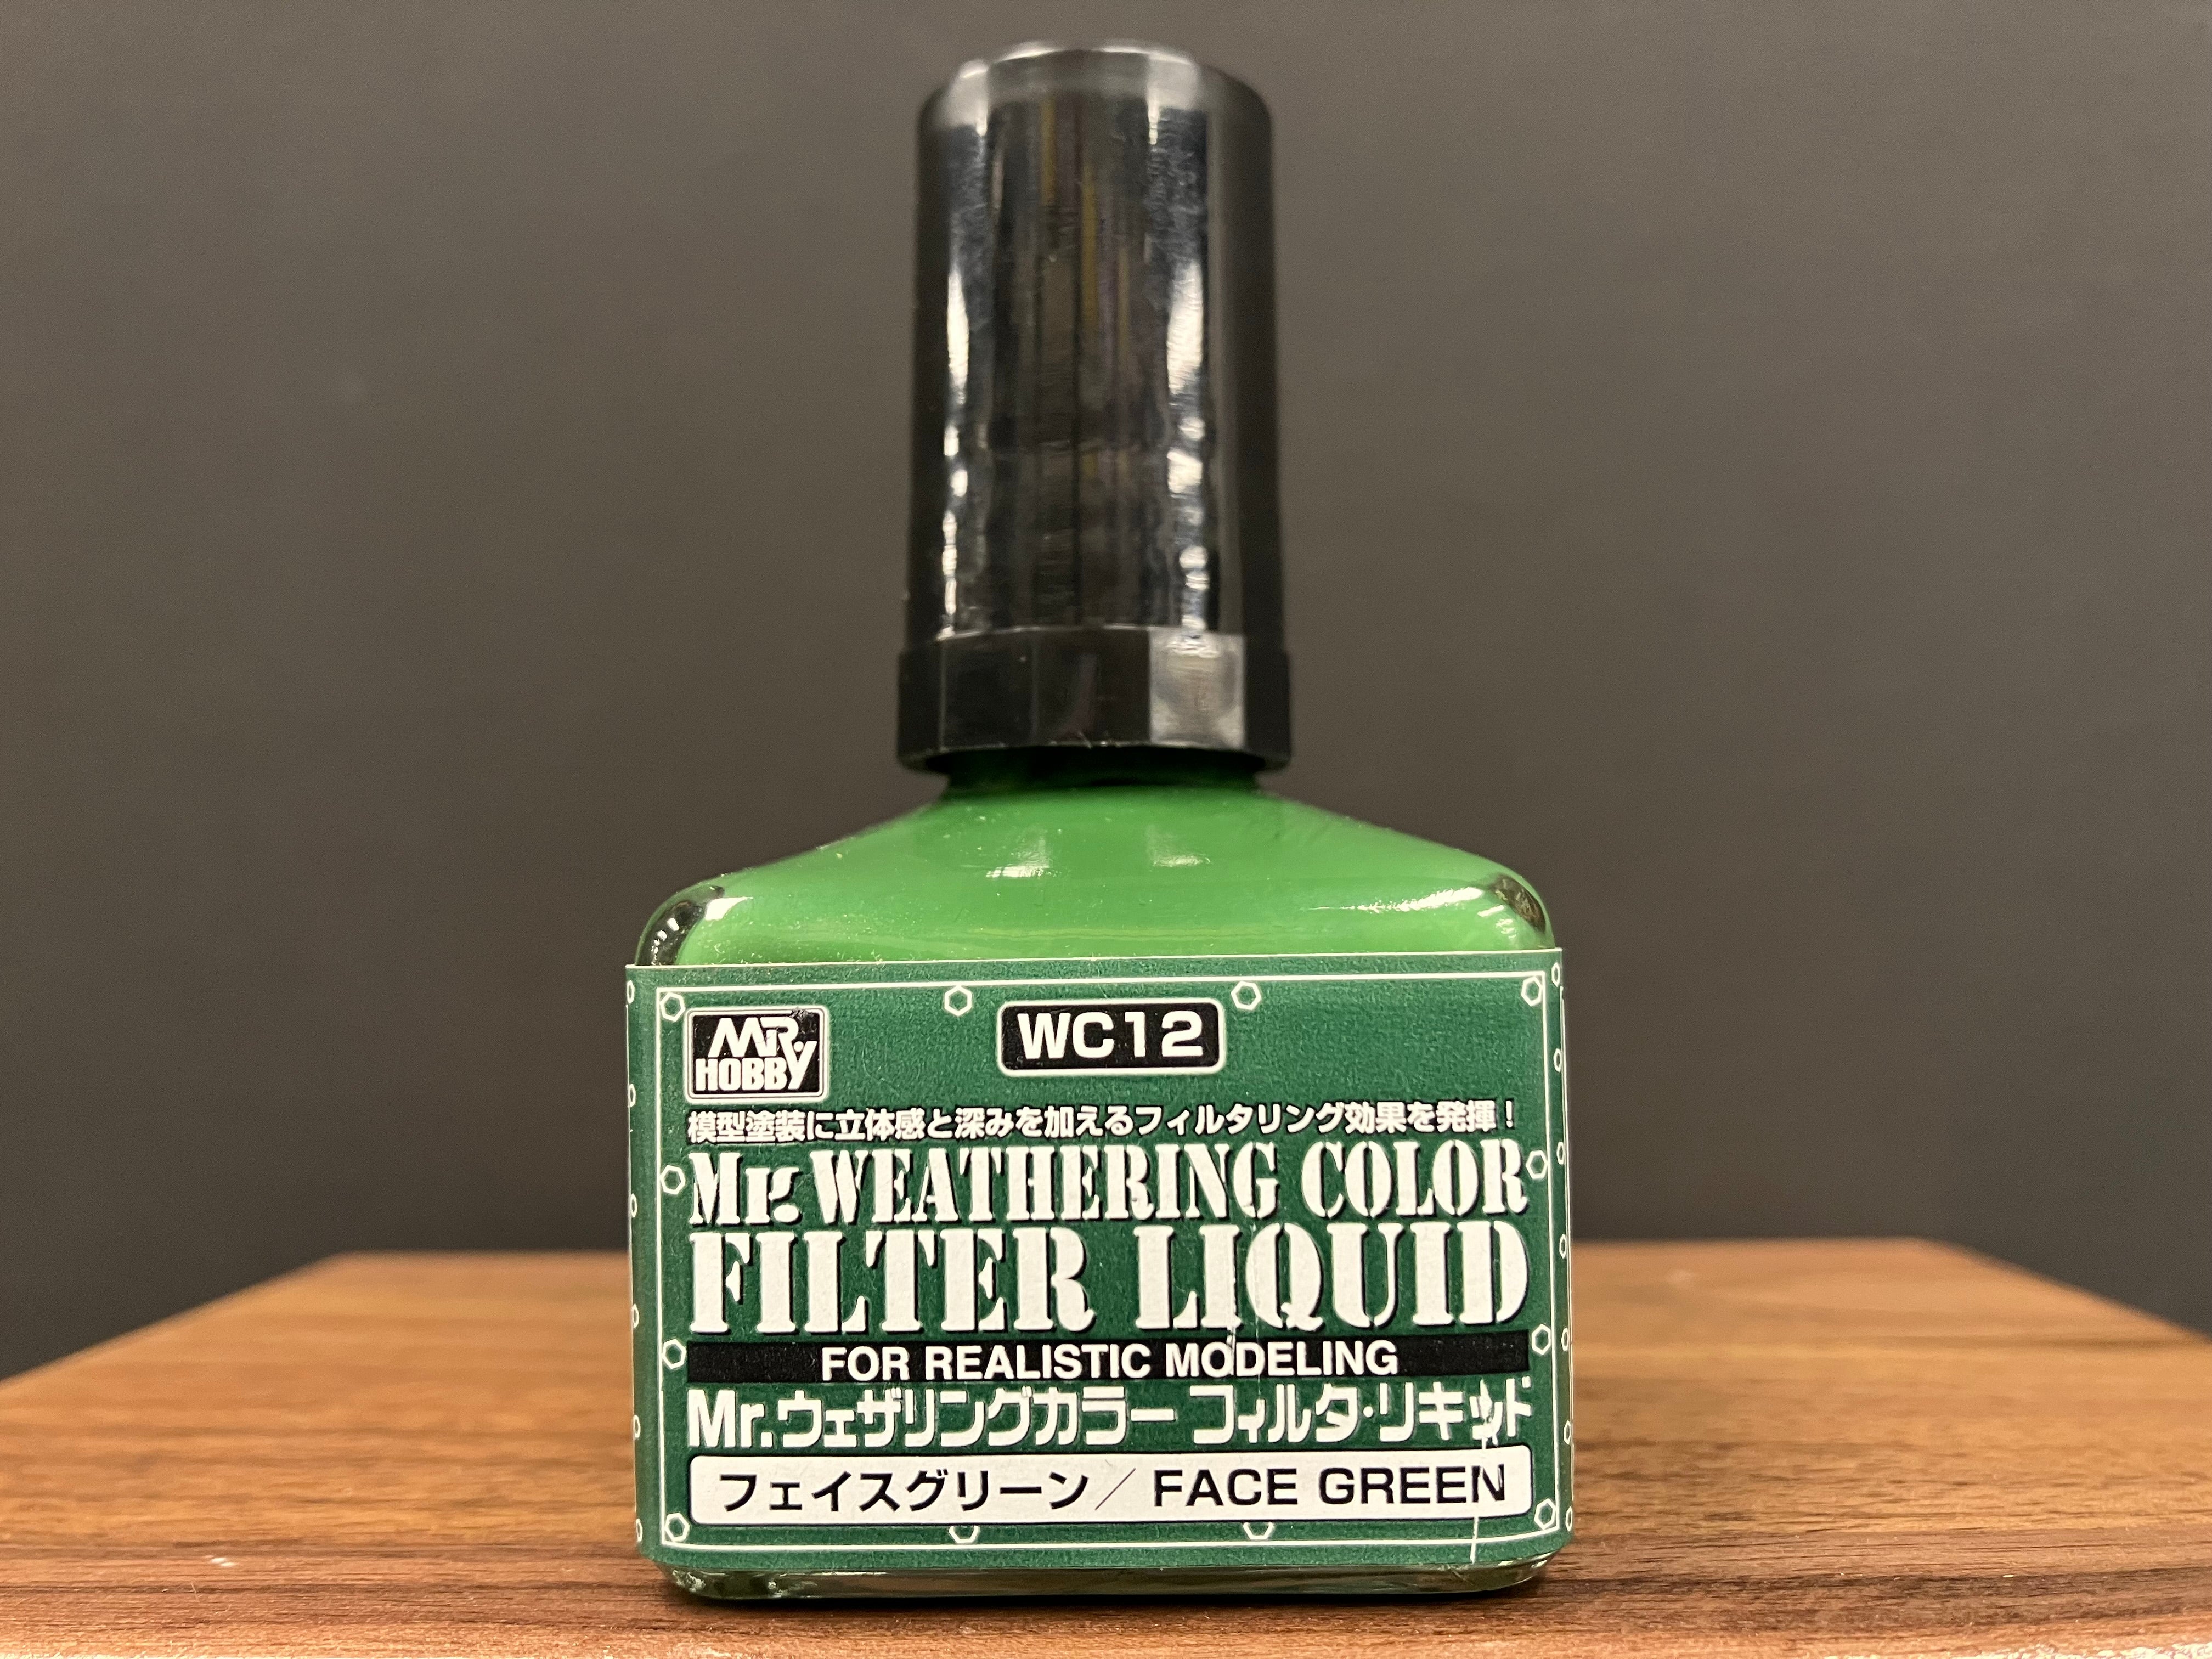 MR. HOBBY
WC12
模型塗装に立体感と深みを加えるフィルタリング効果を発揮！
Mr. WEATHERING COLOR
FILTER LIQUID
FOR REALISTIC MODELING
Mr.ウェザリングカラー フィルタ・リキッド
フェイスグリーン／FACE GREEN